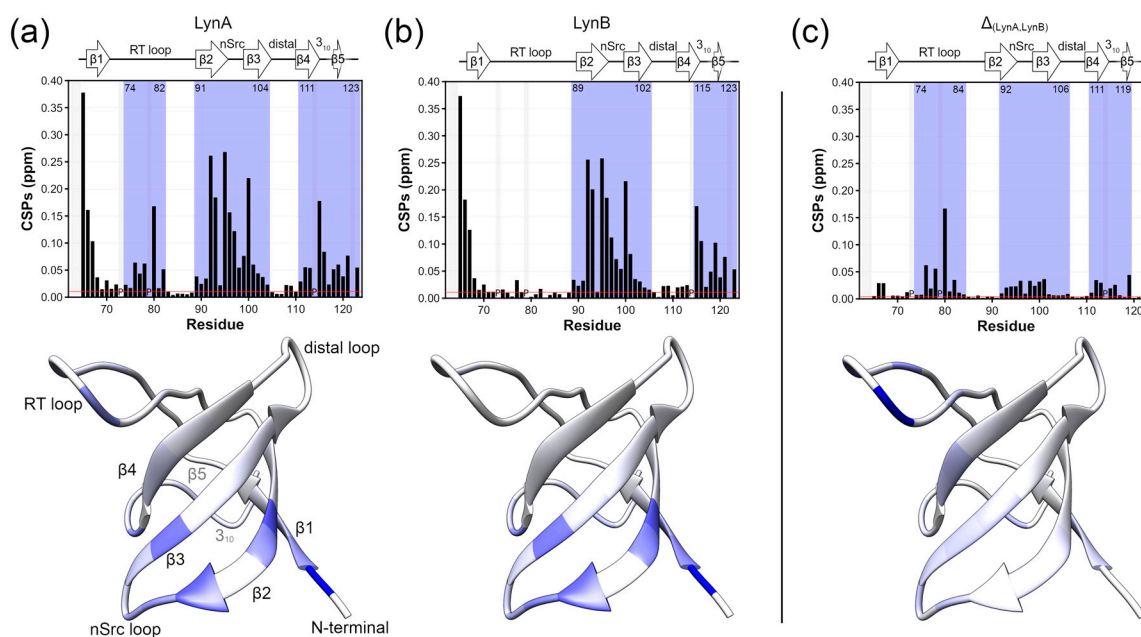 (a)
LynA
β1
RT loop
β2
nSrc
β3
distal
β4
3₁₀
β5
74 82 91 104 111 123
0.40
0.35
0.30
0.25
0.20
0.15
0.10
0.05
0.00
CSPs (ppm)
P P P
70 80 90 100 110 120
Residue
(b)
LynB
β1
RT loop
β2
nSrc
β3
distal
β4
3₁₀
β5
89 102 115 123
0.40
0.35
0.30
0.25
0.20
0.15
0.10
0.05
0.00
CSPs (ppm)
P P P
70 80 90 100 110 120
Residue
(c)
Δ(LynA,LynB)
β1
RT loop
β2
nSrc
β3
distal
β4
3₁₀
β5
74 84 92 106 111 119
0.40
0.35
0.30
0.25
0.20
0.15
0.10
0.05
0.00
CSPs (ppm)
P P P
70 80 90 100 110 120
Residue
distal loop
RT loop
β4
β5
3₁₀
β1
β3
β2
nSrc loop
N-terminal